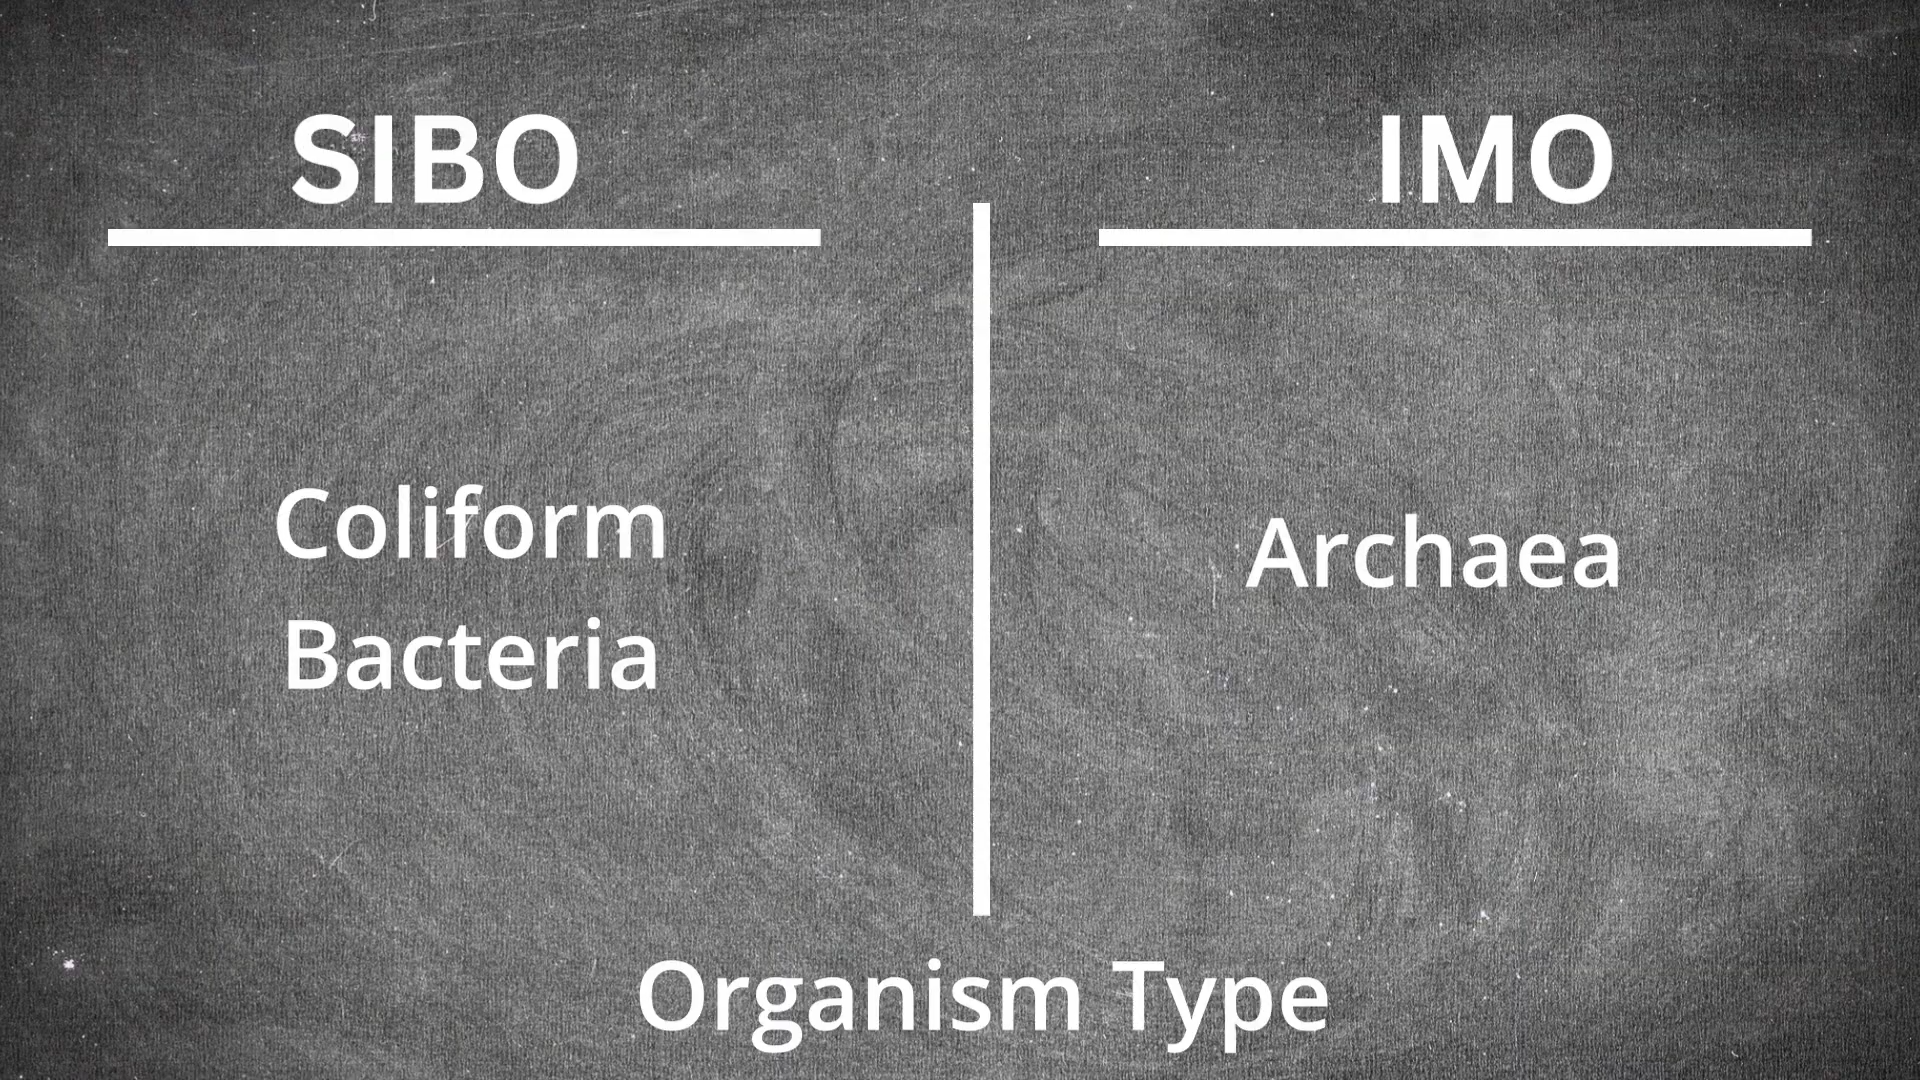 SIBO
IMO
Coliform
Bacteria
Archaea
Organism Type